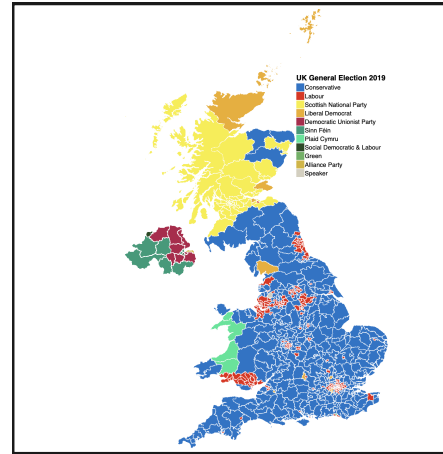 UK General Election 2019
Conservative
Labour
Scottish National Party
Liberal Democrat
Democratic Unionist Party
Sinn Féin
Plaid Cymru
Social Democratic & Labour
Green
Alliance Party
Speaker